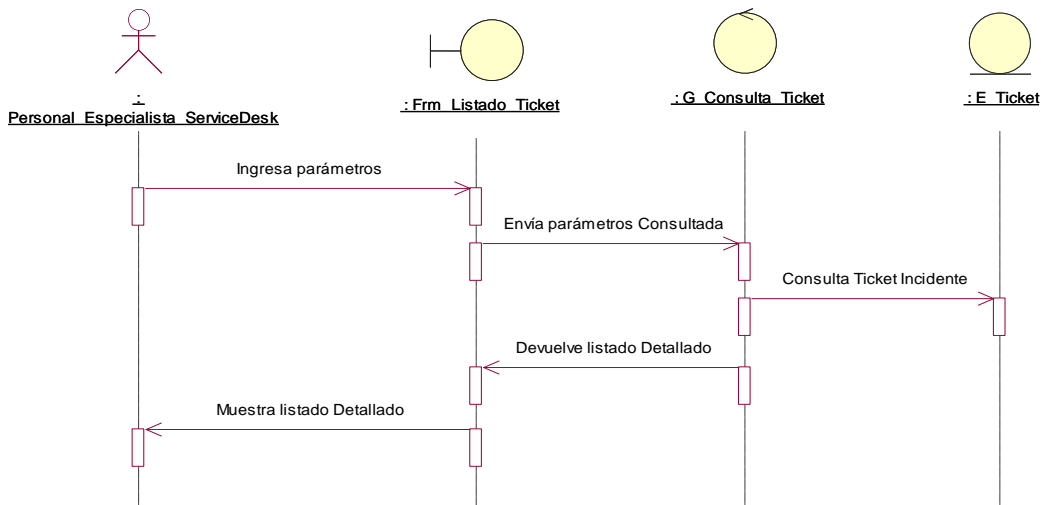 :
Personal_Especialista_ServiceDesk
: Frm_Listado_Ticket
: G_Consulta_Ticket
: E_Ticket
Ingresa parámetros
Envía parámetros Consultada
Consulta Ticket Incidente
Devuelve listado Detallado
Muestra listado Detallado